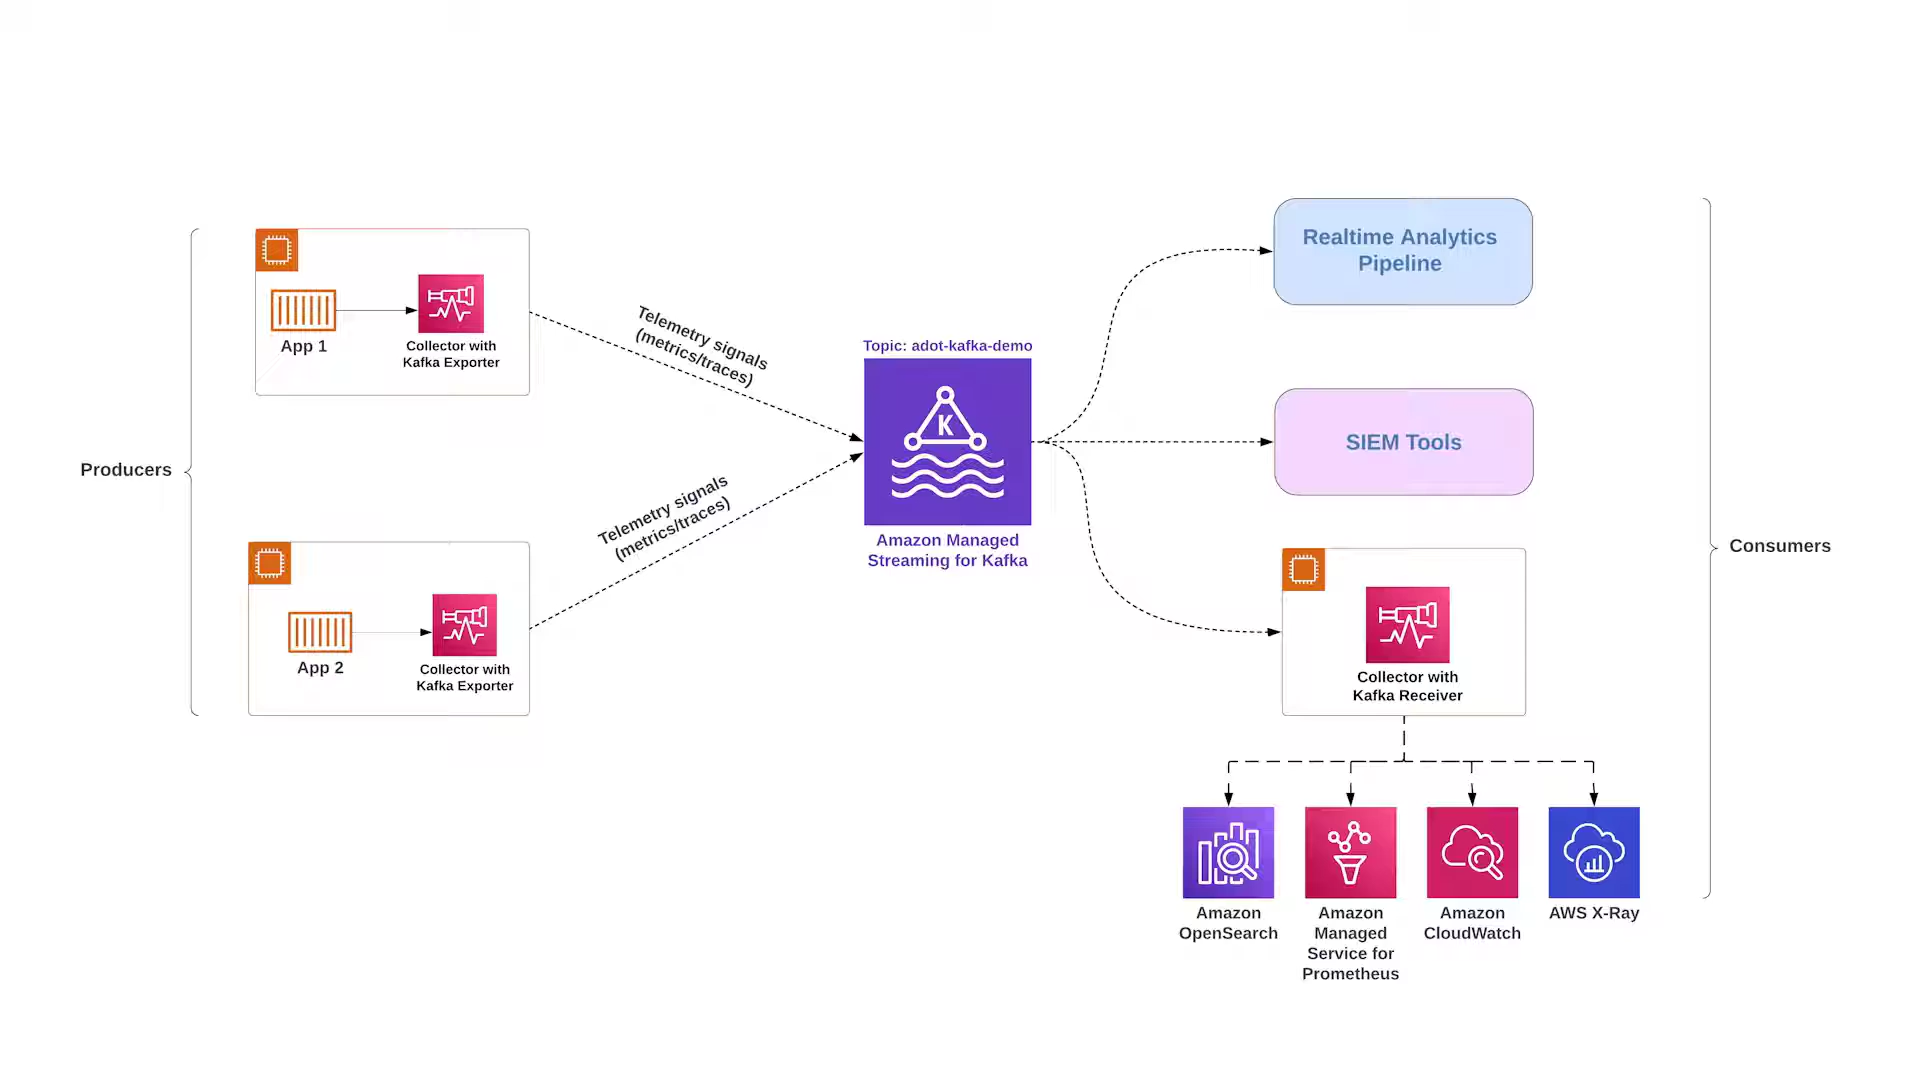 Producers
App 1
Collector with
Kafka Exporter
App 2
Collector with
Kafka Exporter
Telemetry signals
(metrics/traces)
Telemetry signals
(metrics/traces)
Topic: adot-kafka-demo
K
Amazon Managed
Streaming for Kafka
Realtime Analytics
Pipeline
SIEM Tools
Collector with
Kafka Receiver
Consumers
Amazon
OpenSearch
Amazon
Managed
Service for
Prometheus
Amazon
CloudWatch
AWS X-Ray